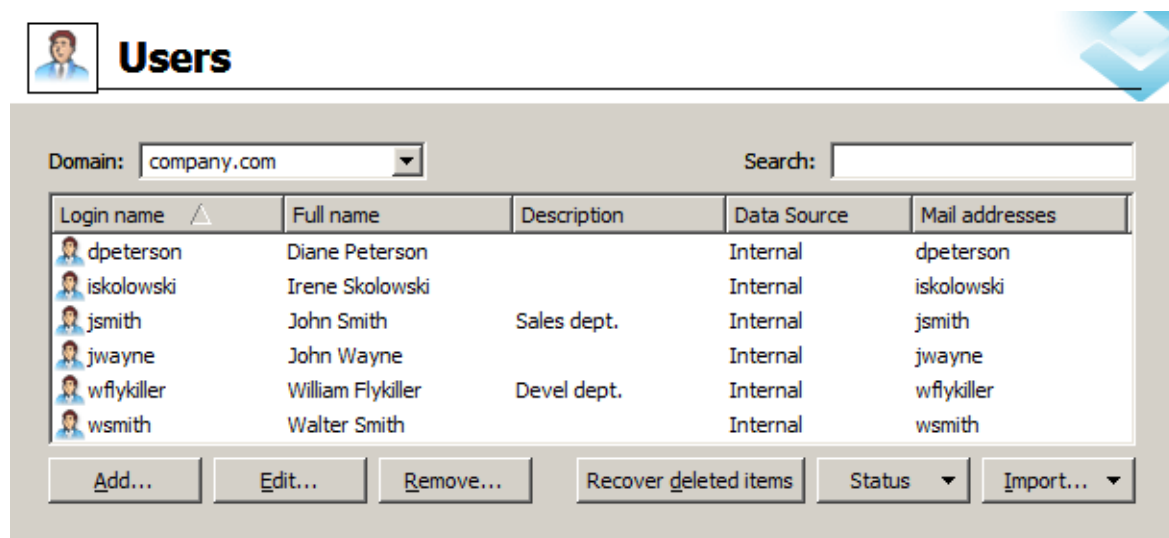 Users
Domain: company.com Search:
Login name Full name Description Data Source Mail addresses
dpeterson Diane Peterson Internal dpeterson
iskolowski Irene Skolowski Internal iskolowski
jsmith John Smith Sales dept. Internal jsmith
jwayne John Wayne Internal jwayne
wflykiller William Flykiller Devel dept. Internal wflykiller
wsmith Walter Smith Internal wsmith
Add... Edit... Remove... Recover deleted items Status Import...